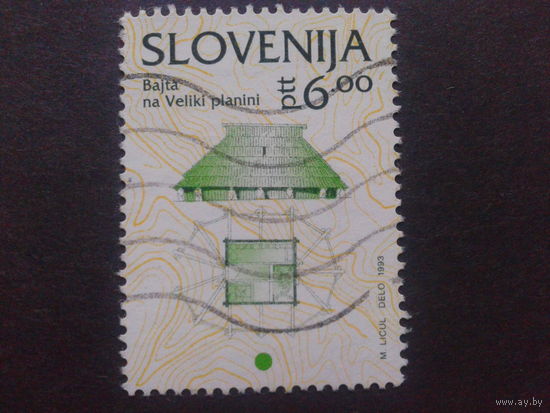 SLOVENIJA
Bajta
na Veliki planini
ptt 6.00
M. LICUL DELO 1993
www.ay.by